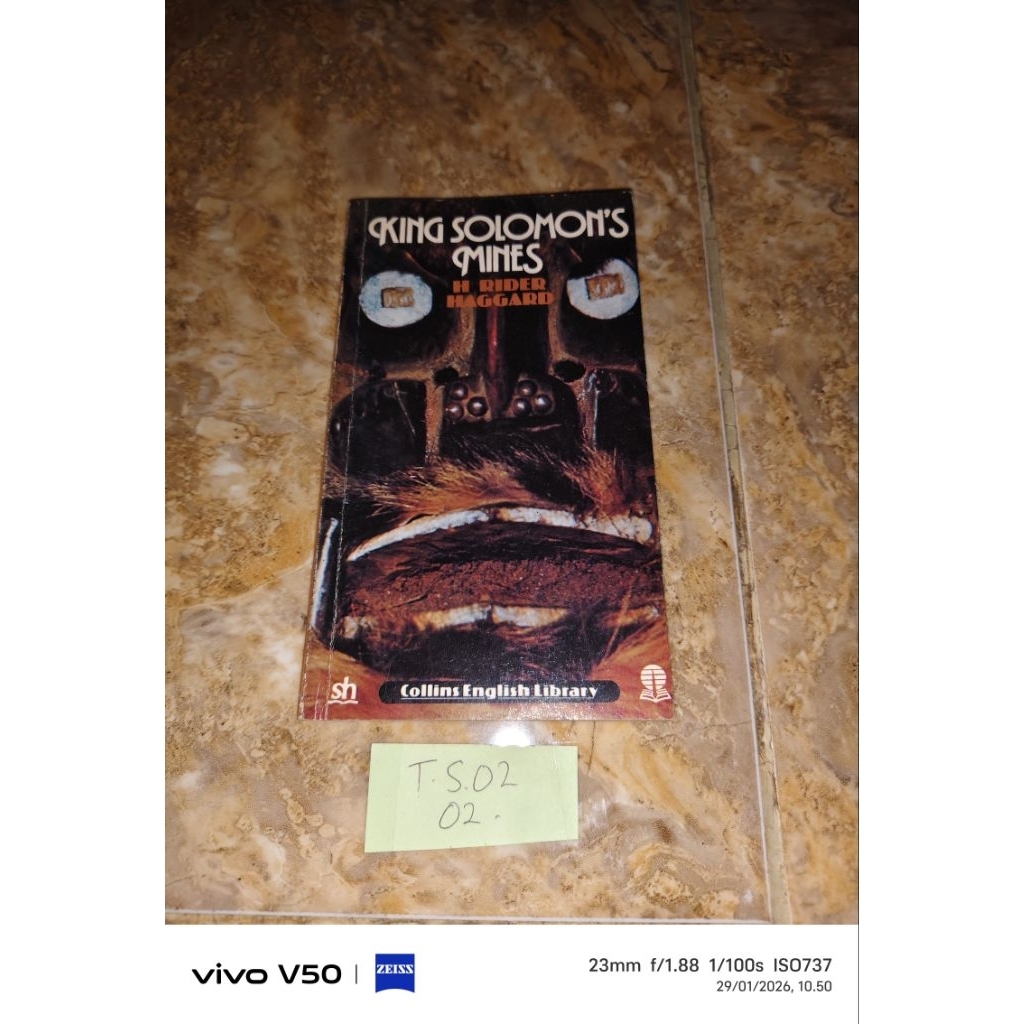 KING SOLOMON'S
MINES
H RIDER
HAGGARD
sh
Collins English Library
T.S.02
02.
vivo V50 | ZEISS
23mm f/1.88 1/100s ISO737
29/01/2026, 10.50